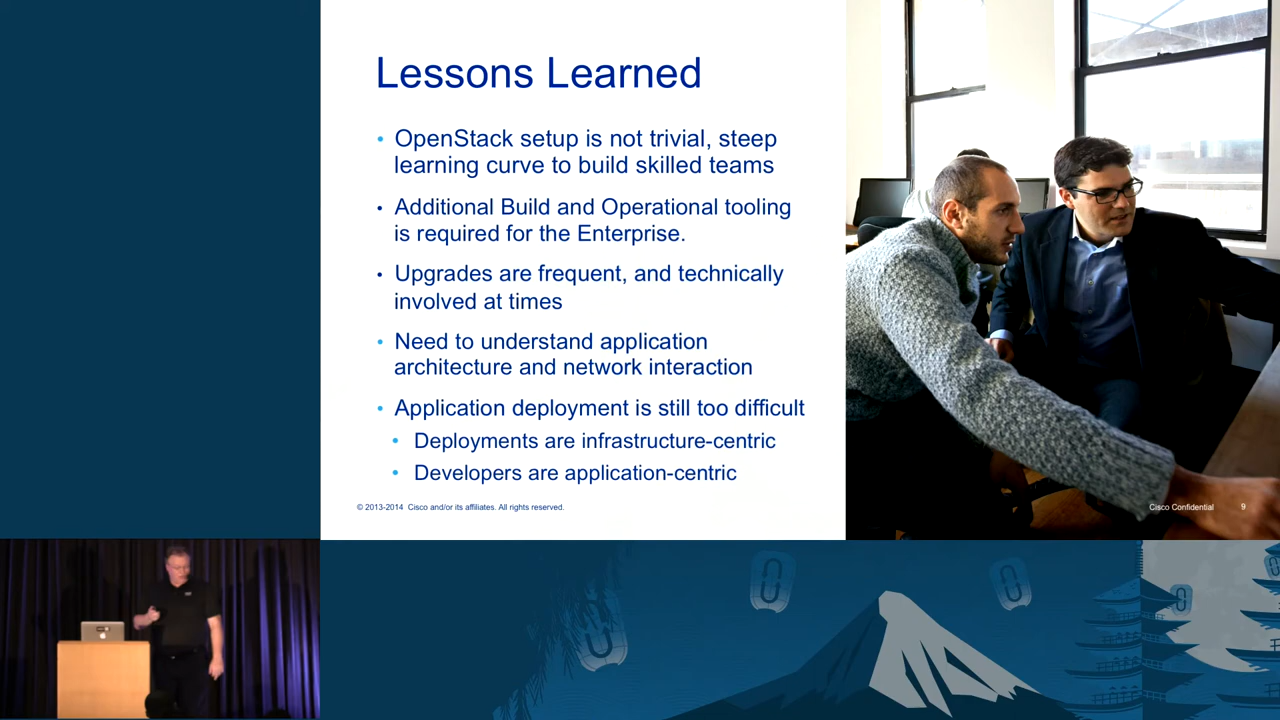 Lessons Learned
• OpenStack setup is not trivial, steep
learning curve to build skilled teams
• Additional Build and Operational tooling
is required for the Enterprise.
• Upgrades are frequent, and technically
involved at times
• Need to understand application
architecture and network interaction
• Application deployment is still too difficult
• Deployments are infrastructure-centric
• Developers are application-centric
© 2013-2014 Cisco and/or its affiliates. All rights reserved.
Cisco Confidential 9